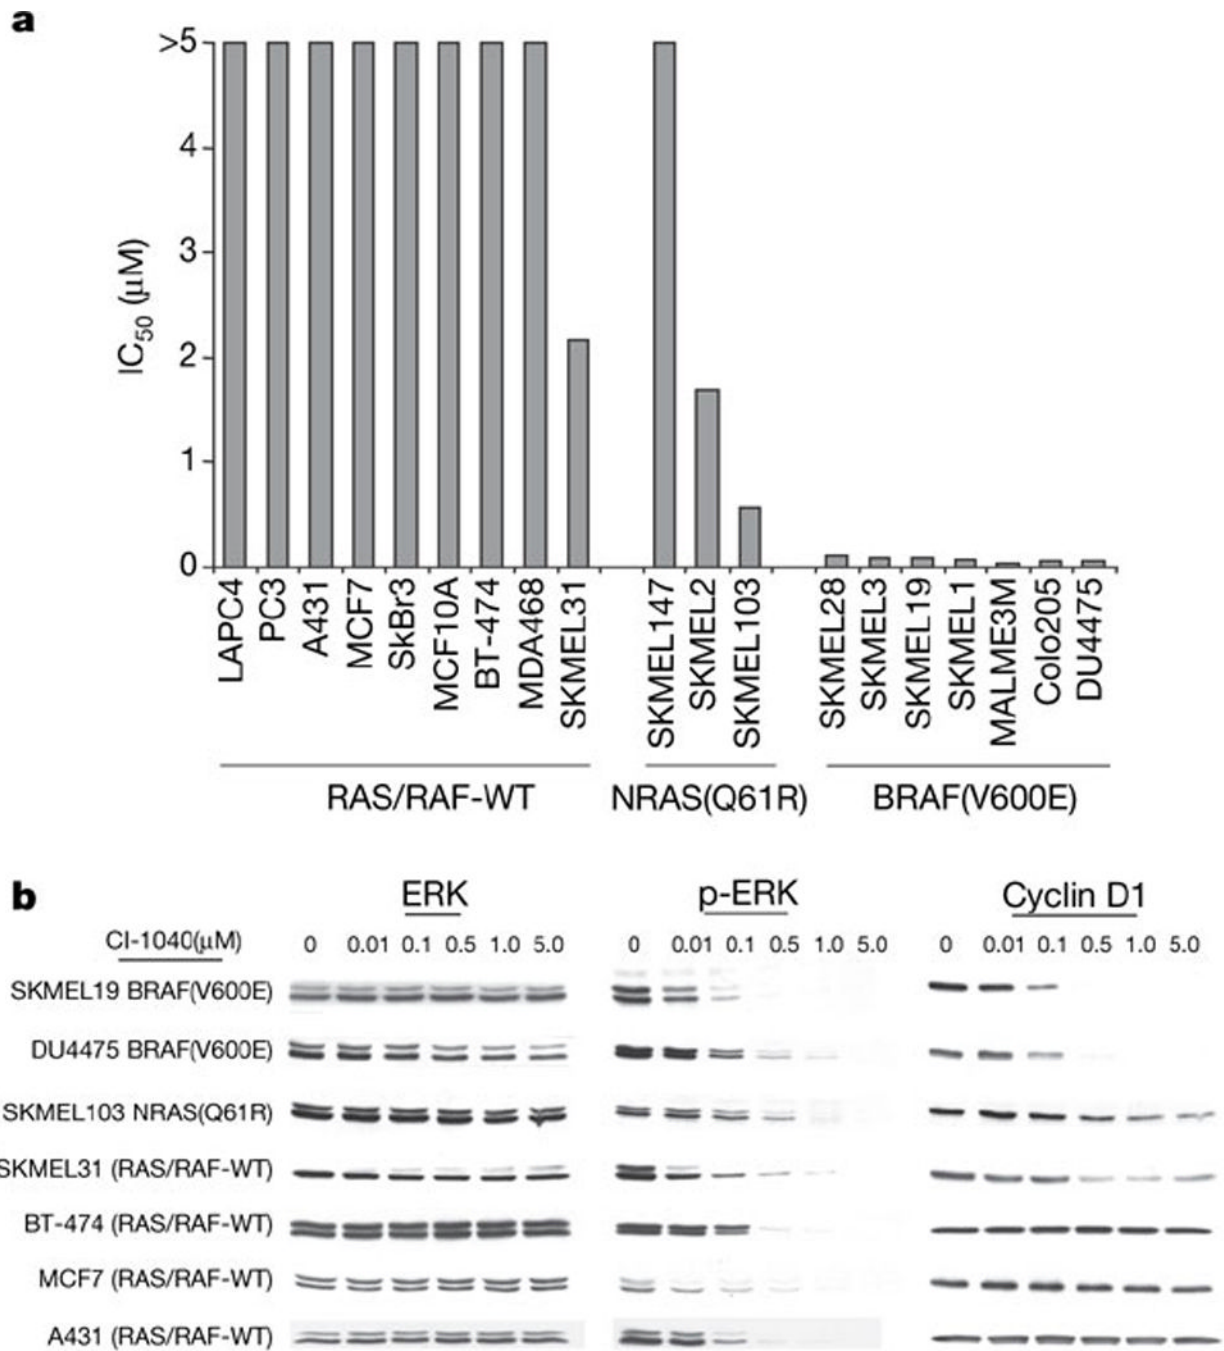 a
>5
4
3
2
1
0
IC50 (μM)
LAPC4
PC3
A431
MCF7
SkBr3
MCF10A
BT-474
MDA468
SKMEL31
SKMEL147
SKMEL2
SKMEL103
SKMEL28
SKMEL3
SKMEL19
SKMEL1
MALME3M
Colo205
DU4475
RAS/RAF-WT NRAS(Q61R) BRAF(V600E)
b
ERK p-ERK Cyclin D1
CI-1040(μM) 0 0.01 0.1 0.5 1.0 5.0 0 0.01 0.1 0.5 1.0 5.0 0 0.01 0.1 0.5 1.0 5.0
SKMEL19 BRAF(V600E)
DU4475 BRAF(V600E)
SKMEL103 NRAS(Q61R)
SKMEL31 (RAS/RAF-WT)
BT-474 (RAS/RAF-WT)
MCF7 (RAS/RAF-WT)
A431 (RAS/RAF-WT)